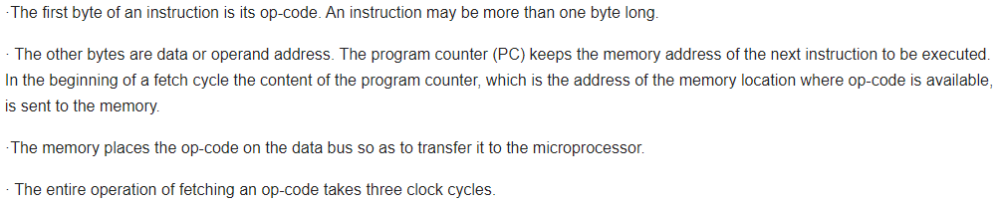 ·The first byte of an instruction is its op-code. An instruction may be more than one byte long.
· The other bytes are data or operand address. The program counter (PC) keeps the memory address of the next instruction to be executed.
In the beginning of a fetch cycle the content of the program counter, which is the address of the memory location where op-code is available,
is sent to the memory.
·The memory places the op-code on the data bus so as to transfer it to the microprocessor.
· The entire operation of fetching an op-code takes three clock cycles.